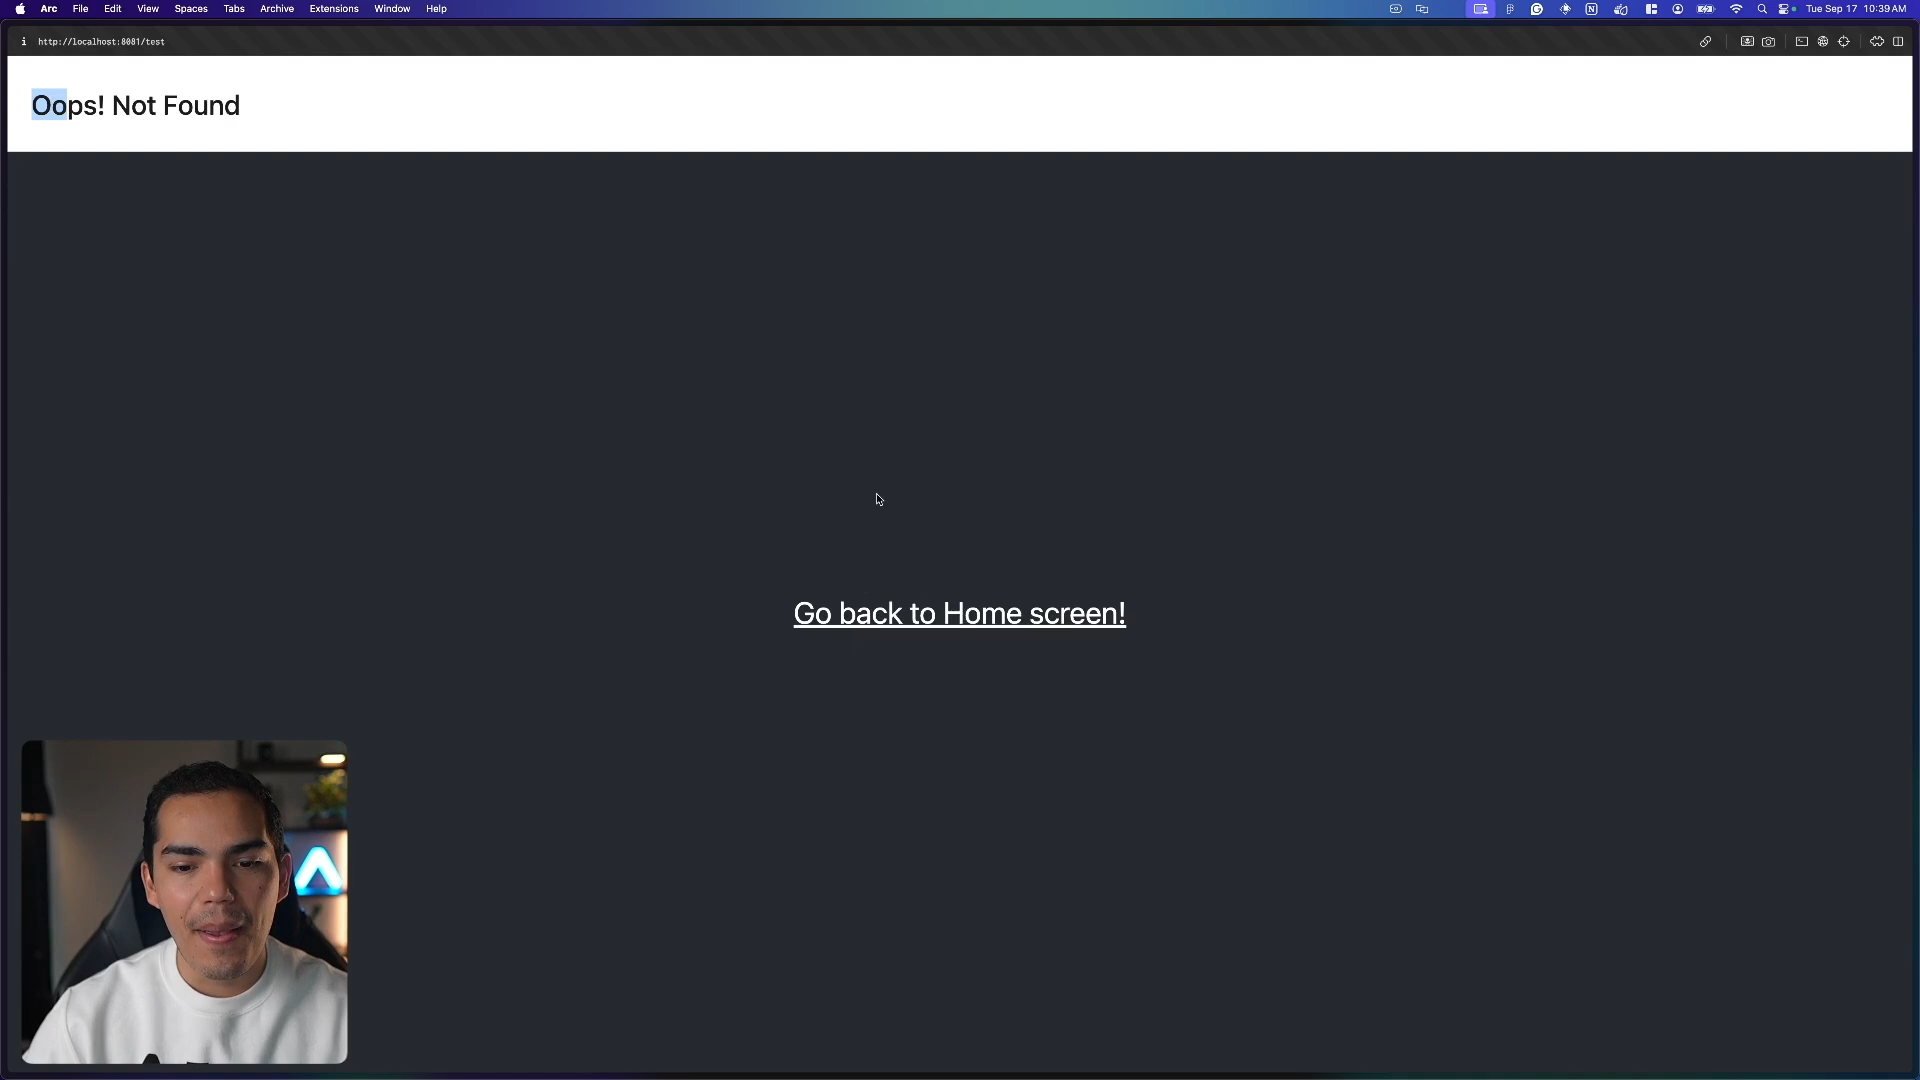 Arc File Edit View Spaces Tabs Archive Extensions Window Help Tue Sep 17 10:39 AM
http://localhost:8081/test
Oops! Not Found
Go back to Home screen!